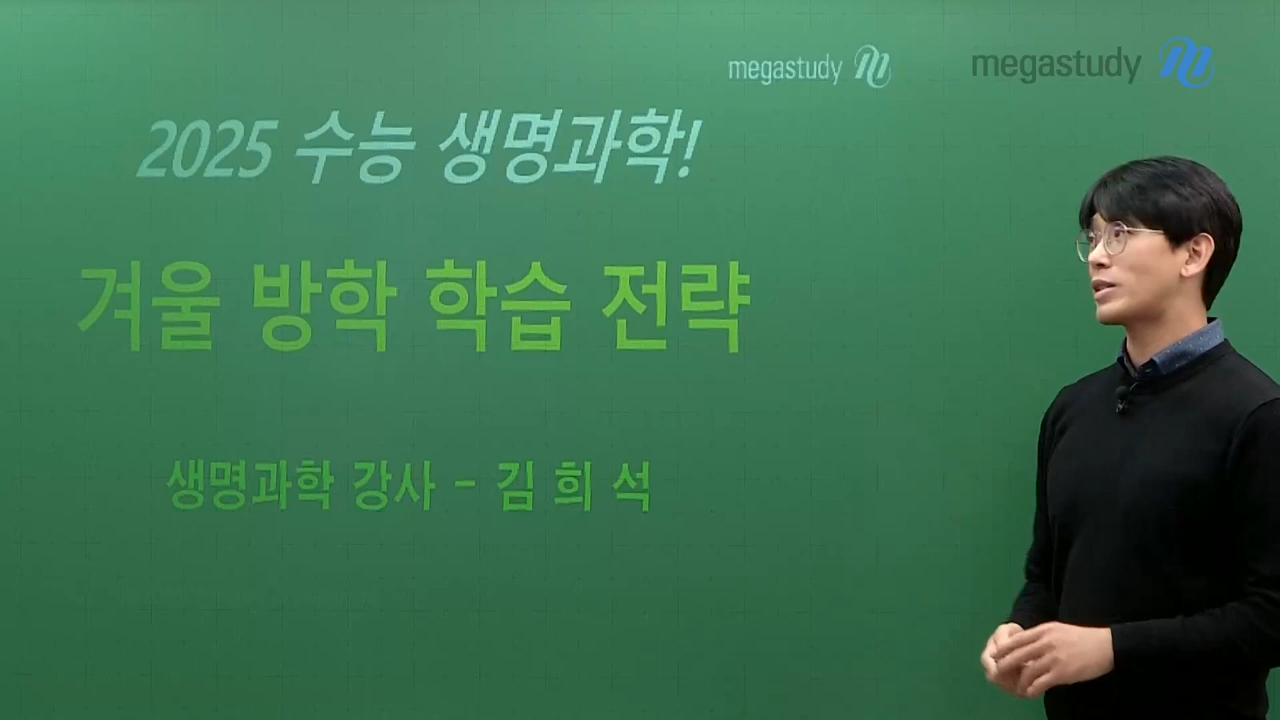 megastudy
megastudy
2025 수능 생명과학!
겨울 방학 학습 전략
생명과학 강사 - 김 희 석